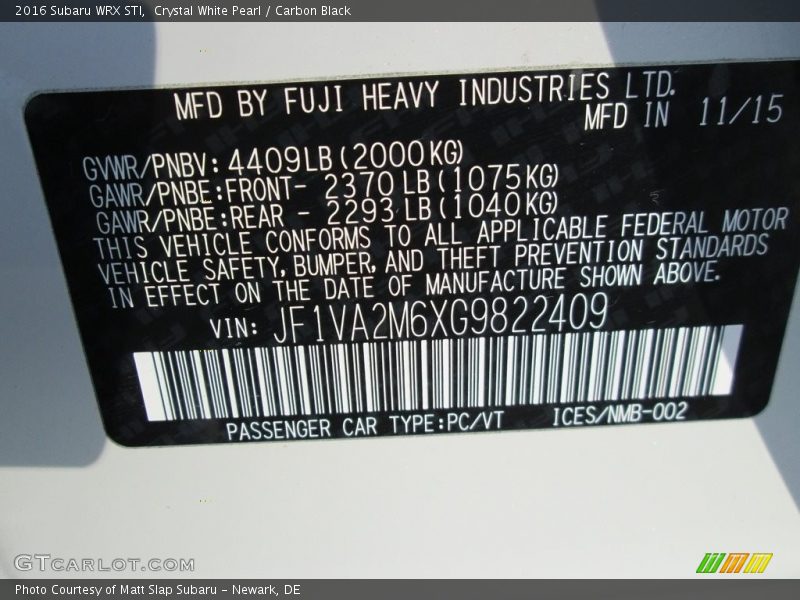 2016 Subaru WRX STI, Crystal White Pearl / Carbon Black
MFD BY FUJI HEAVY INDUSTRIES LTD.
MFD IN 11/15
GVWR/PNBV: 4409LB(2000KG)
GAWR/PNBE:FRONT- 2370 LB(1075KG)
GAWR/PNBE:REAR - 2293 LB(1040KG)
THIS VEHICLE CONFORMS TO ALL APPLICABLE FEDERAL MOTOR
VEHICLE SAFETY, BUMPER, AND THEFT PREVENTION STANDARDS
IN EFFECT ON THE DATE OF MANUFACTURE SHOWN ABOVE.
VIN: JF1VA2M6XG9822409
PASSENGER CAR TYPE:PC/VT ICES/NMB-002
GTCARLOT.COM
Photo Courtesy of Matt Slap Subaru - Newark, DE